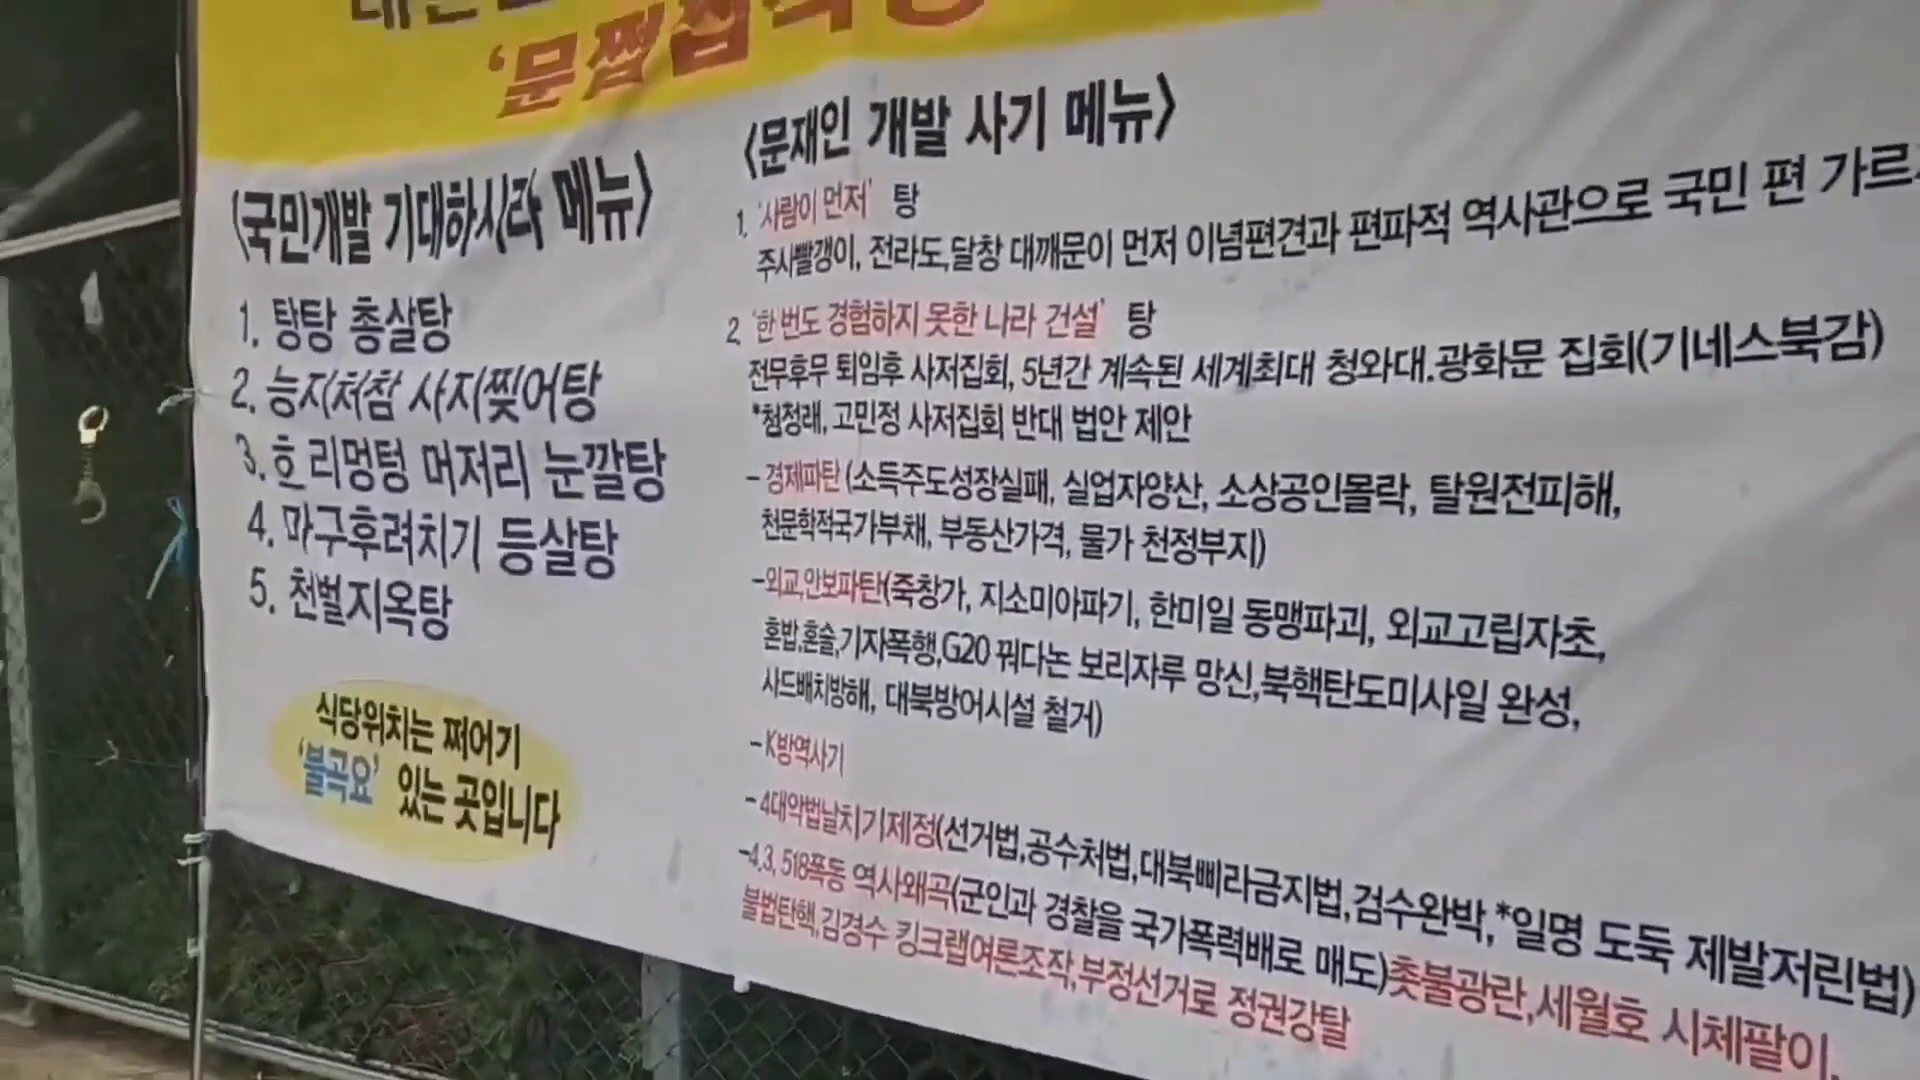 '문
<국민개발 기대하시라 메뉴>
1. 탕탕 총살탕
2. 능지처참 사지찢어탕
3. 흐리멍텅 머저리 눈깔탕
4. 마구후려치기 등살탕
5. 천벌지옥탕
식당위치는 쩌어기
'불곡요' 있는 곳입니다
<문재인 개발 사기 메뉴>
1. '사람이 먼저' 탕
주사빨갱이, 전라도,달창 대깨문이 먼저 이념편견과 편파적 역사관으로 국민 편 가르
2. '한 번도 경험하지 못한 나라 건설' 탕
전무후무 퇴임후 사저집회, 5년간 계속된 세계최대 청와대.광화문 집회(기네스북감)
*첨정래, 고민정 사저집회 반대 법안 제안
- 경제파탄 (소득주도성장실패, 실업자양산, 소상공인몰락, 탈원전피해,
천문학적국가부채, 부동산가격, 물가 천정부지)
-외교,안보파탄(죽창가, 지소미아파기, 한미일 동맹파괴, 외교고립자초,
혼밥,혼술,기자폭행,G20 꿔다논 보리자루 망신,북핵탄도미사일 완성,
사드배치방해, 대북방어시설 철거)
- K방역사기
- 4대악법날치기제정(선거법,공수처법,대북삐라금지법,검수완박,*일명 도둑 제발저린법)
-4.3, 518폭동 역사왜곡(군인과 경찰을 국가폭력배로 매도)촛불광란,세월호 시체팔이,
불법탄핵,김경수 킹크랩여론조작,부정선거로 정권강탈